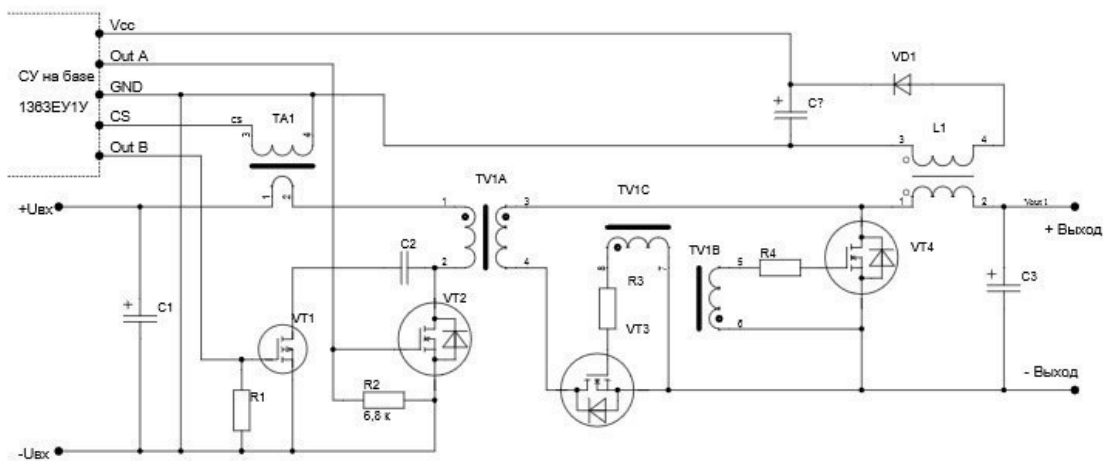 Vcc
Out A
СУ на базе
1363ЕУ1У
GND
CS
Out B
cs
3
4
TA1
1
2
VD1
+
C?
L1
3
4
1
2
+Uвх
TV1A
1
3
2
4
TV1C
8
7
R3
VT3
TV1B
5
6
R4
VT4
Vout 1
+ Выход
+
C3
+
C1
C2
VT1
VT2
R1
R2
6,8 к
- Выход
-Uвх